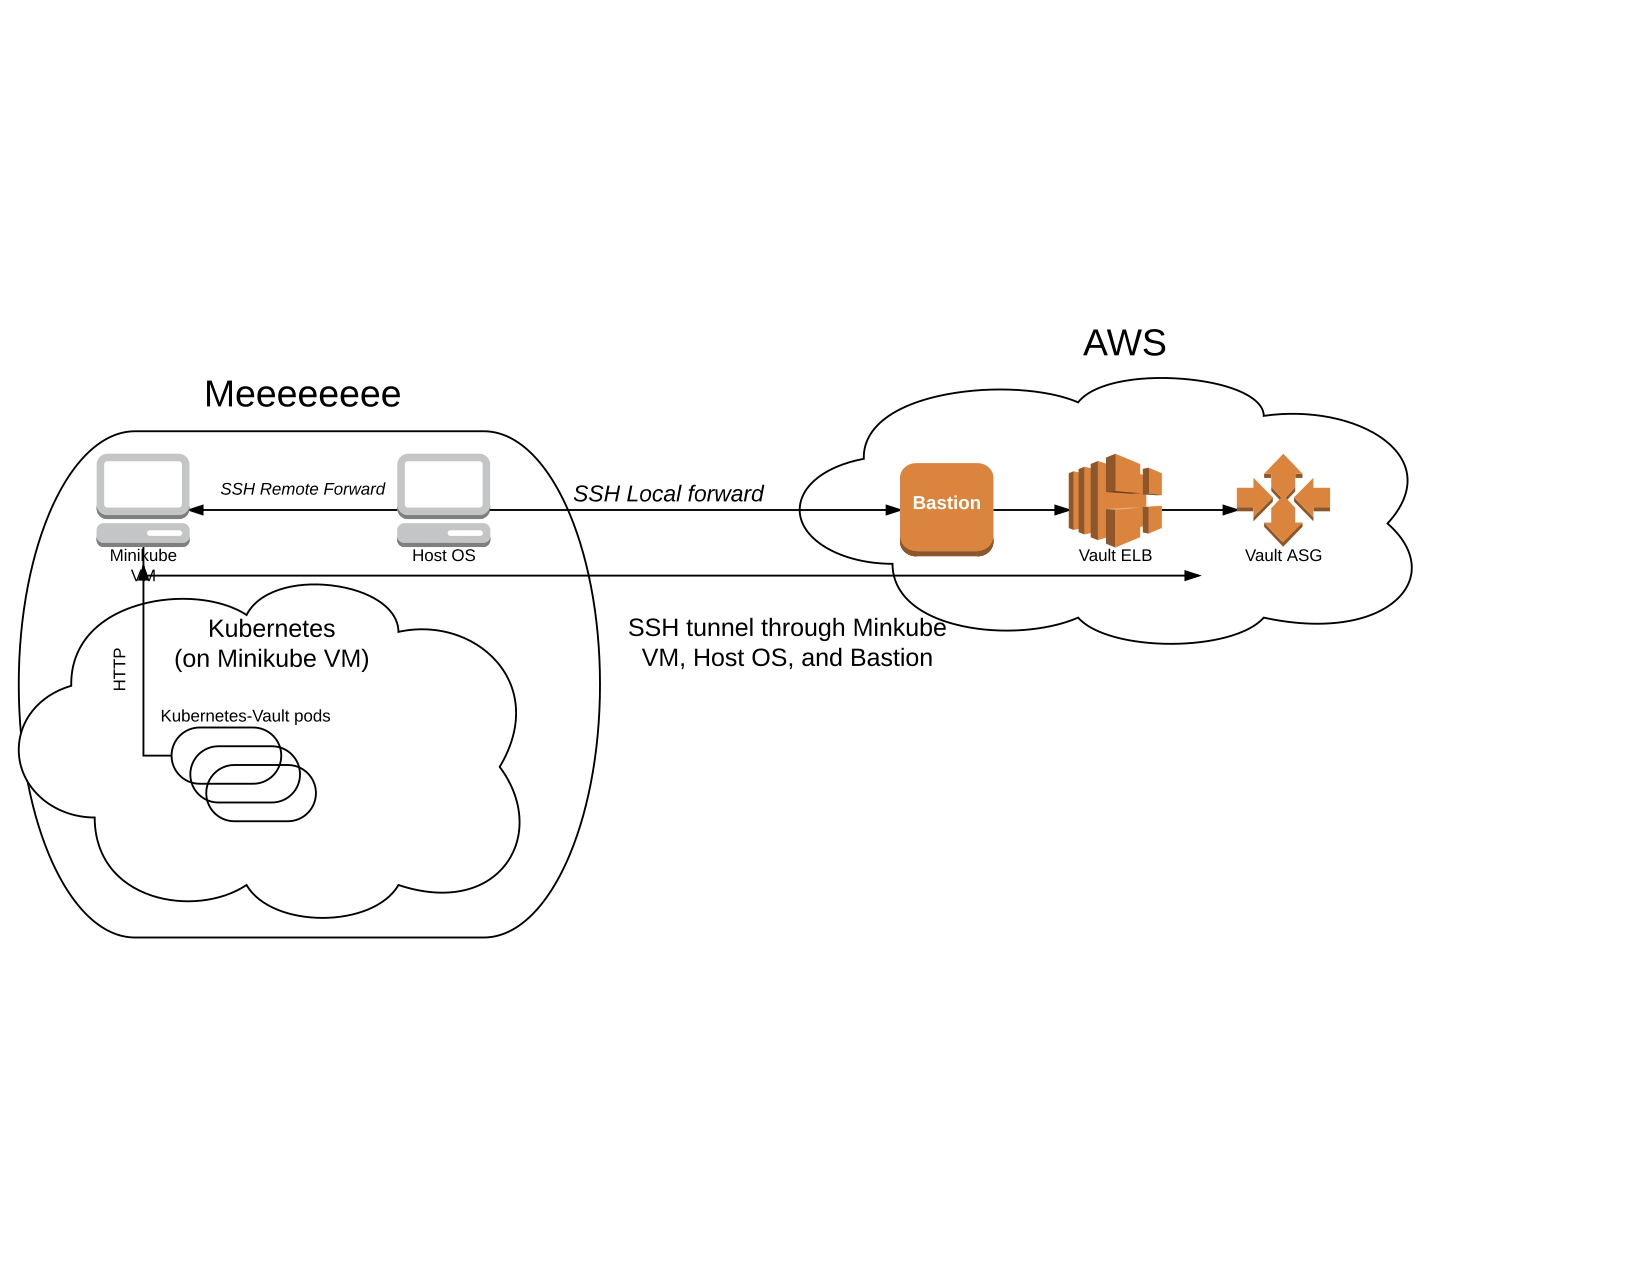 AWS
Meeeeeeeee
SSH Remote Forward
SSH Local forward
Bastion
Minikube
VM
Host OS
Vault ELB
Vault ASG
Kubernetes
(on Minikube VM)
SSH tunnel through Minkube
VM, Host OS, and Bastion
HTTP
Kubernetes-Vault pods